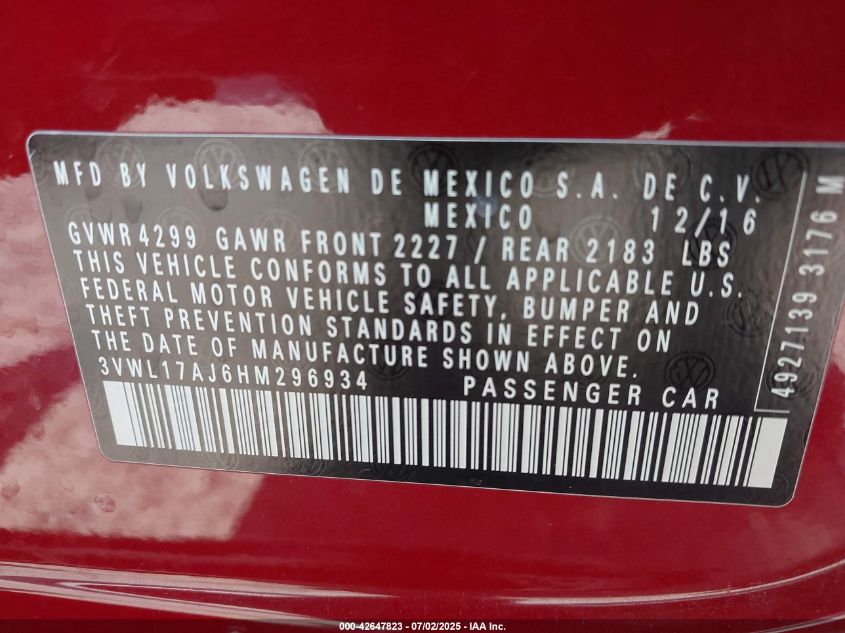 MFD BY VOLKSWAGEN DE MEXICO S.A. DE C.V.
MEXICO 12/16
GVWR 4299 GAWR FRONT 2227 / REAR 2183 LBS
THIS VEHICLE CONFORMS TO ALL APPLICABLE U.S.
FEDERAL MOTOR VEHICLE SAFETY, BUMPER AND
THEFT PREVENTION STANDARDS IN EFFECT ON
THE DATE OF MANUFACTURE SHOWN ABOVE.
3VWL17AJ6HM296934 PASSENGER CAR
4927139 3176 M
000-42647823 / 07/02/2025 - IAA Inc.